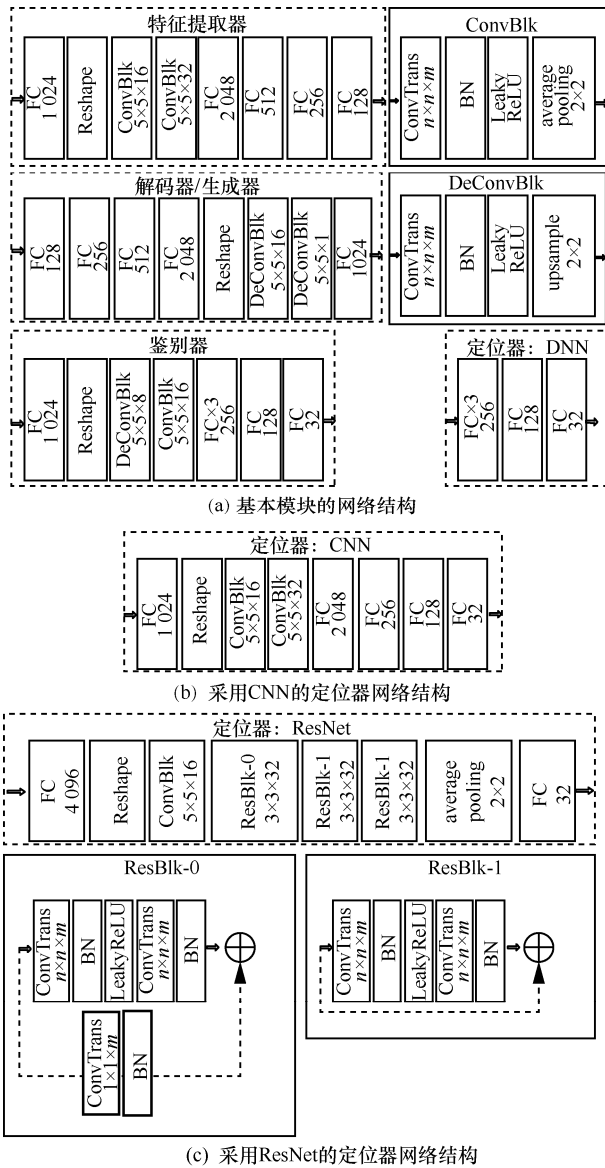 特征提取器
FC
1 024
Reshape
ConvBlk
5×5×16
ConvBlk
5×5×32
FC
2 048
FC
512
FC
256
FC
128
ConvBlk
ConvTrans
n×n×m
BN
Leaky
ReLU
average
pooling
2×2
解码器/生成器
FC
128
FC
256
FC
512
FC
2 048
Reshape
DeConvBlk
5×5×16
DeConvBlk
5×5×1
FC
1024
DeConvBlk
ConvTrans
n×n×m
BN
Leaky
ReLU
upsample
2×2
鉴别器
FC
1 024
Reshape
DeConvBlk
5×5×8
ConvBlk
5×5×16
FC×3
256
FC
128
FC
32
定位器：DNN
FC×3
256
FC
128
FC
32
(a) 基本模块的网络结构
定位器：CNN
FC
1 024
Reshape
ConvBlk
5×5×16
ConvBlk
5×5×32
FC
2 048
FC
256
FC
128
FC
32
(b) 采用CNN的定位器网络结构
定位器：ResNet
FC
4 096
Reshape
ConvBlk
5×5×16
ResBlk-0
3×3×32
ResBlk-1
3×3×32
ResBlk-1
3×3×32
average
pooling
2×2
FC
32
ResBlk-0
ConvTrans
n×n×m
BN
LeakyReLU
ConvTrans
n×n×m
BN
ConvTrans
1×1×m
BN
ResBlk-1
ConvTrans
n×n×m
BN
LeakyReLU
ConvTrans
n×n×m
BN
(c) 采用ResNet的定位器网络结构